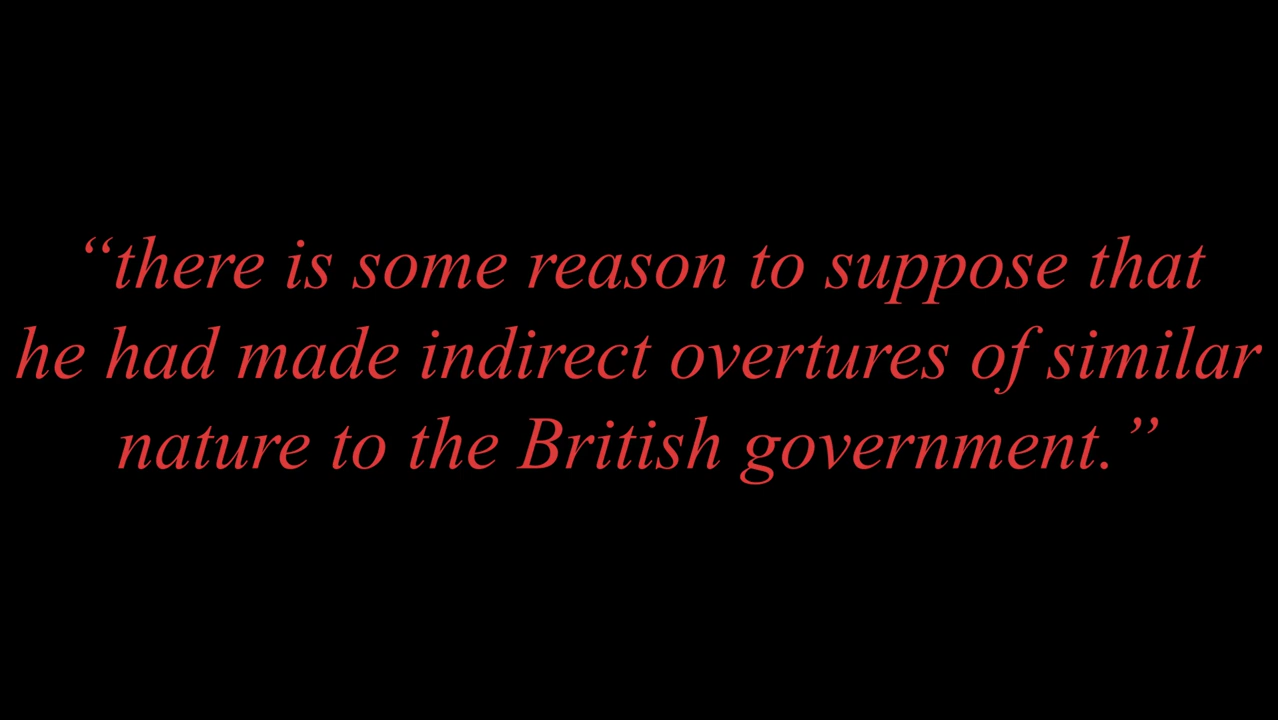 “there is some reason to suppose that
he had made indirect overtures of similar
nature to the British government.”